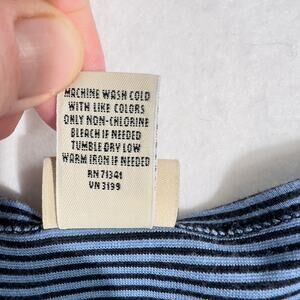 MACHINE WASH COLD
WITH LIKE COLORS
ONLY NON-CHLORINE
BLEACH IF NEEDED
TUMBLE DRY LOW
WARM IRON IF NEEDED
RN 71341
VN 3199